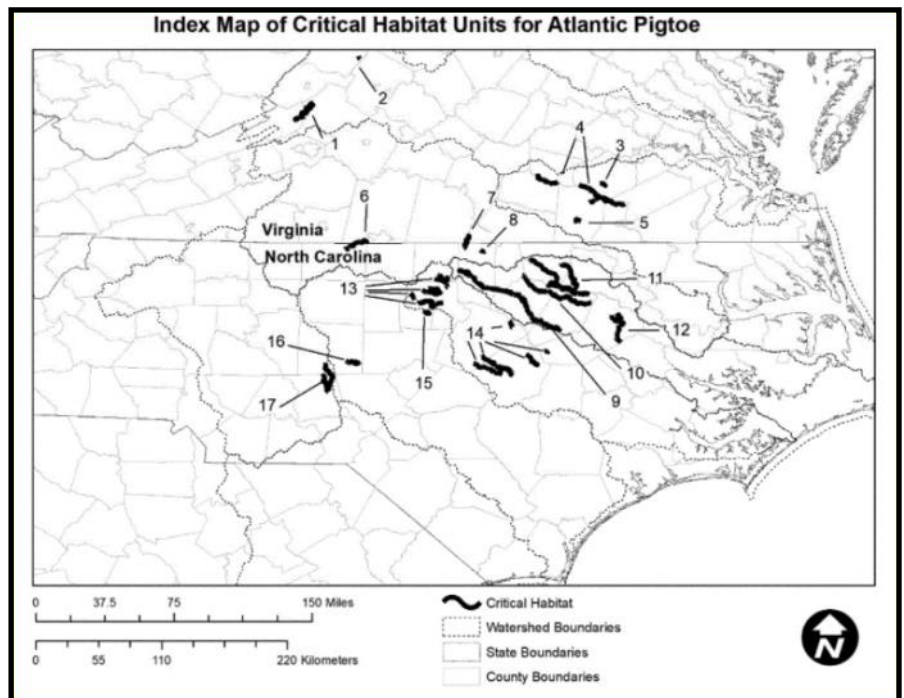 Index Map of Critical Habitat Units for Atlantic Pigtoe
2
1
4
3
5
6
7
8
Virginia
North Carolina
13
11
12
16
14
15
10
17
9
0 37.5 75 150 Miles
0 55 110 220 Kilometers
Critical Habitat
Watershed Boundaries
State Boundaries
County Boundaries
N